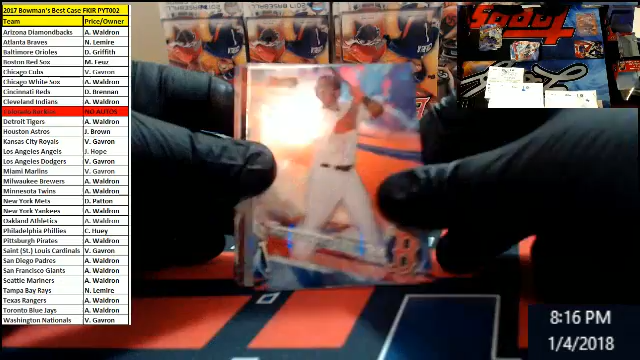 2017 Bowman's Best Case FKIR PYT002
Team Price/Owner
Arizona Diamondbacks A. Waldron
Atlanta Braves N. Lemire
Baltimore Orioles D. Griffith
Boston Red Sox M. Feuz
Chicago Cubs V. Gavron
Chicago White Sox A. Waldron
Cincinnati Reds D. Brennan
Cleveland Indians A. Waldron
Colorado Rockies NO AUTOS
Detroit Tigers A. Waldron
Houston Astros J. Brown
Kansas City Royals V. Gavron
Los Angeles Angels J. Hope
Los Angeles Dodgers V. Gavron
Miami Marlins V. Gavron
Milwaukee Brewers A. Waldron
Minnesota Twins A. Waldron
New York Mets D. Patton
New York Yankees A. Waldron
Oakland Athletics A. Waldron
Philadelphia Phillies C. Huey
Pittsburgh Pirates A. Waldron
Saint (St.) Louis Cardinals V. Gavron
San Diego Padres A. Waldron
San Francisco Giants A. Waldron
Seattle Mariners A. Waldron
Tampa Bay Rays N. Lemire
Texas Rangers A. Waldron
Toronto Blue Jays A. Waldron
Washington Nationals V. Gavron
B
8:16 PM
1/4/2018